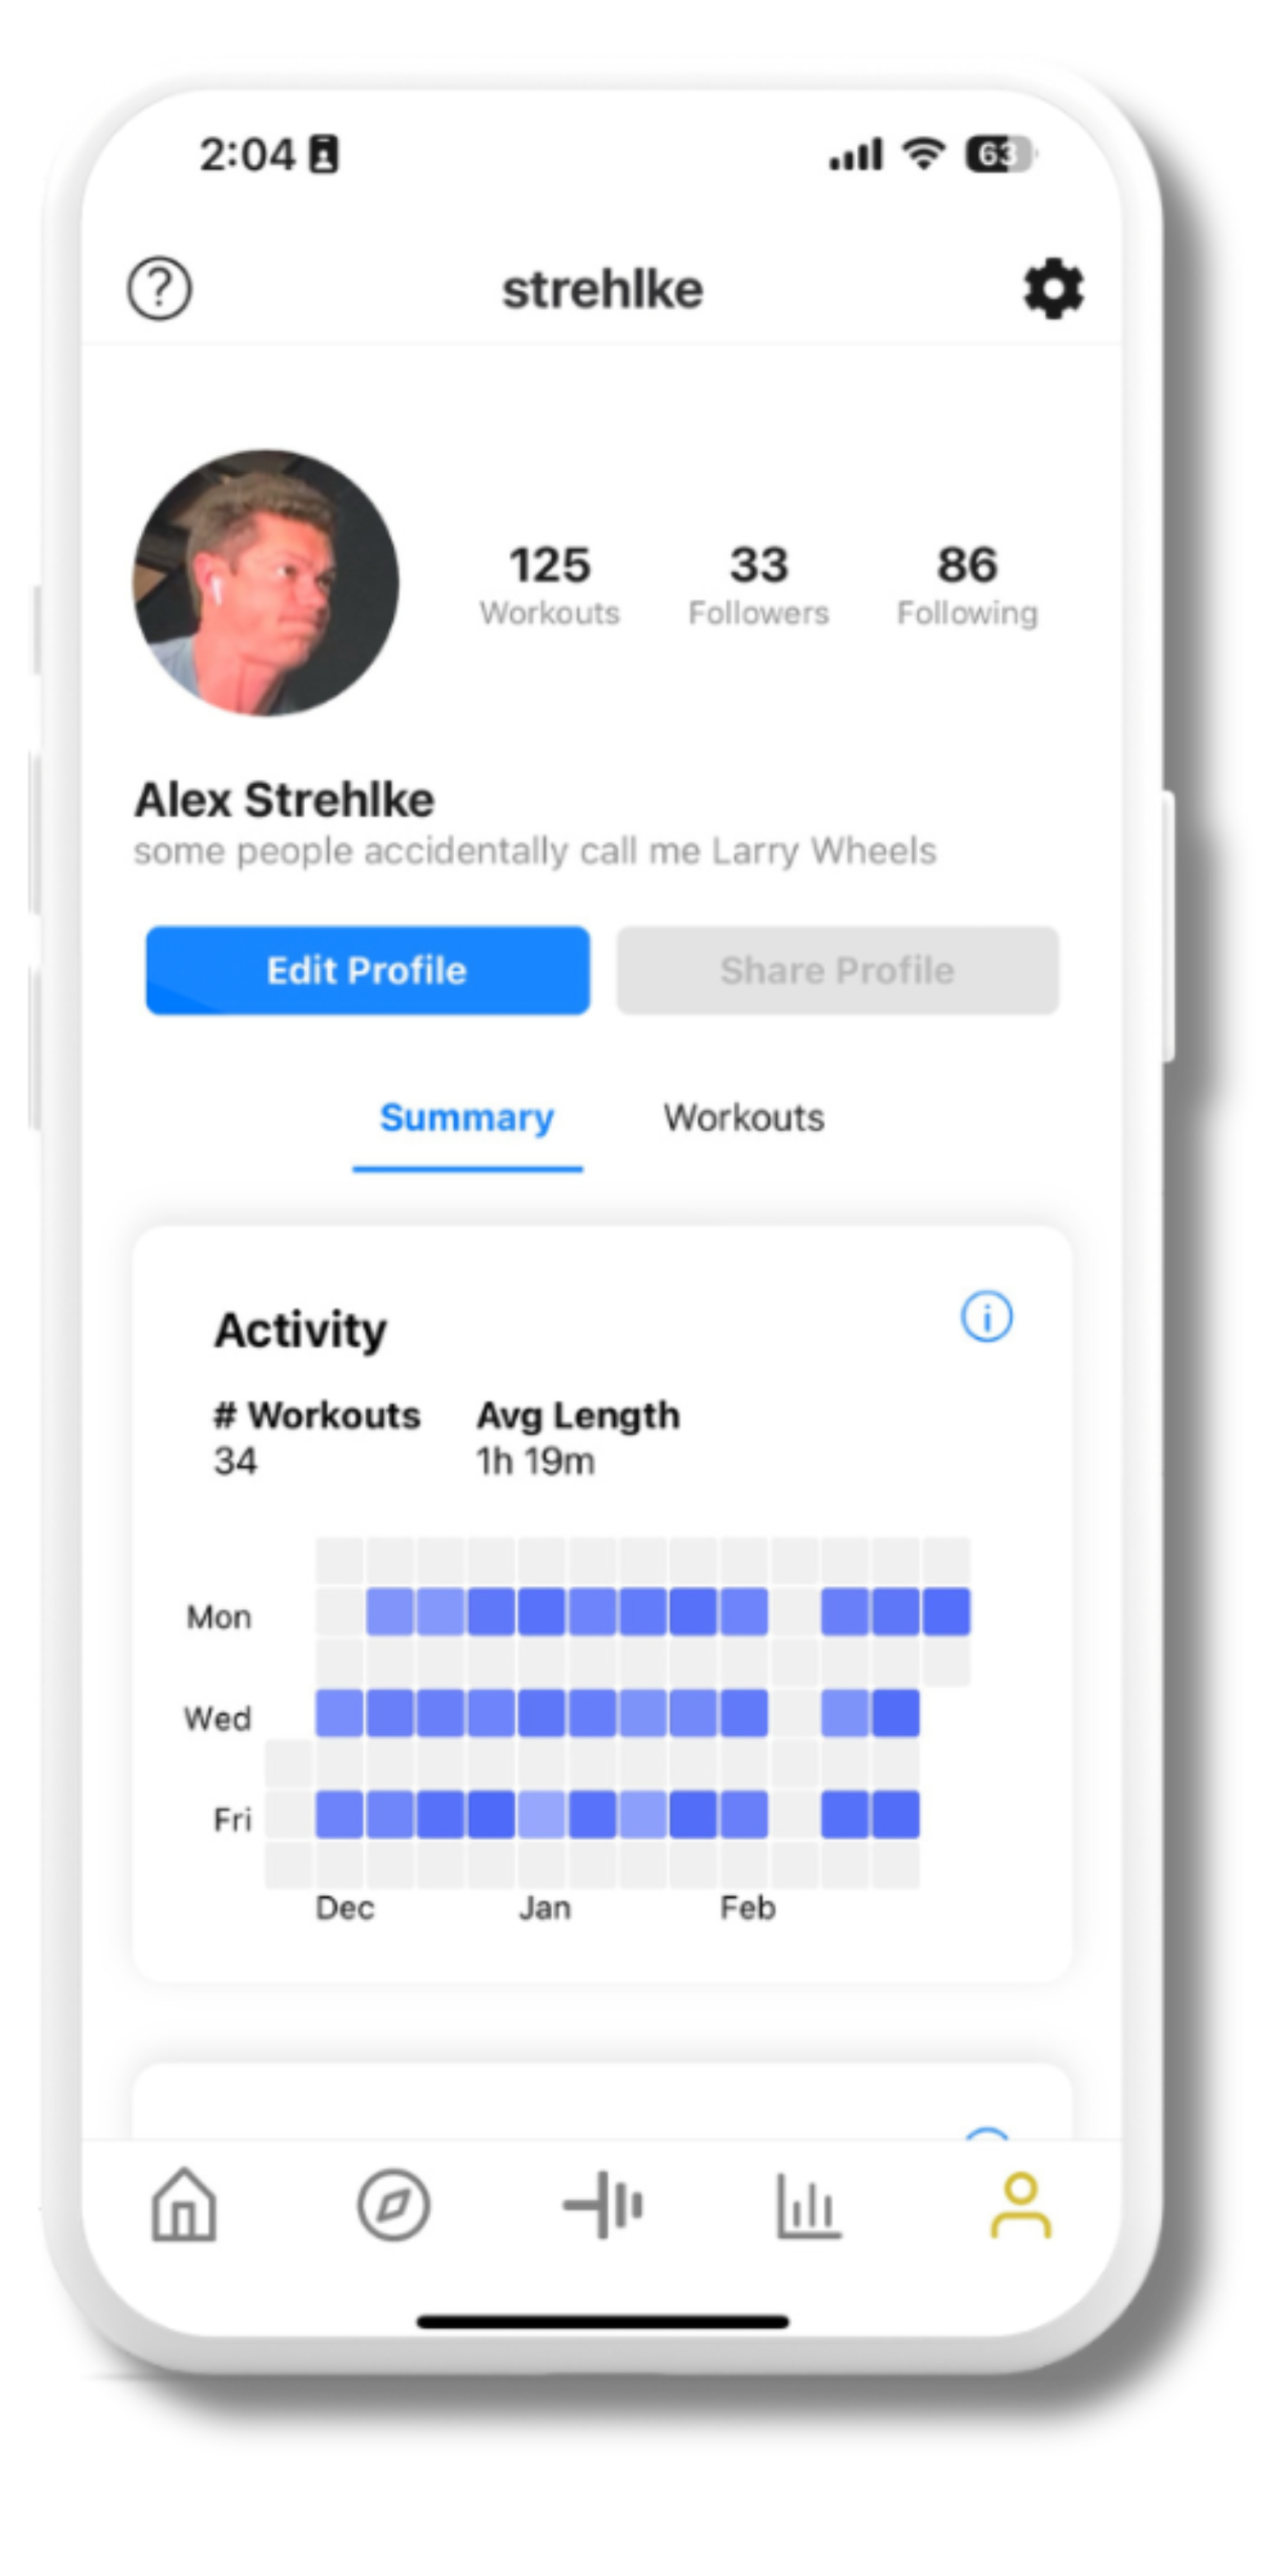 2:04 63
strehlke
125 33 86
Workouts Followers Following
Alex Strehlke
some people accidentally call me Larry Wheels
Edit Profile Share Profile
Summary Workouts
Activity
# Workouts Avg Length
34 1h 19m
Mon
Wed
Fri
Dec Jan Feb